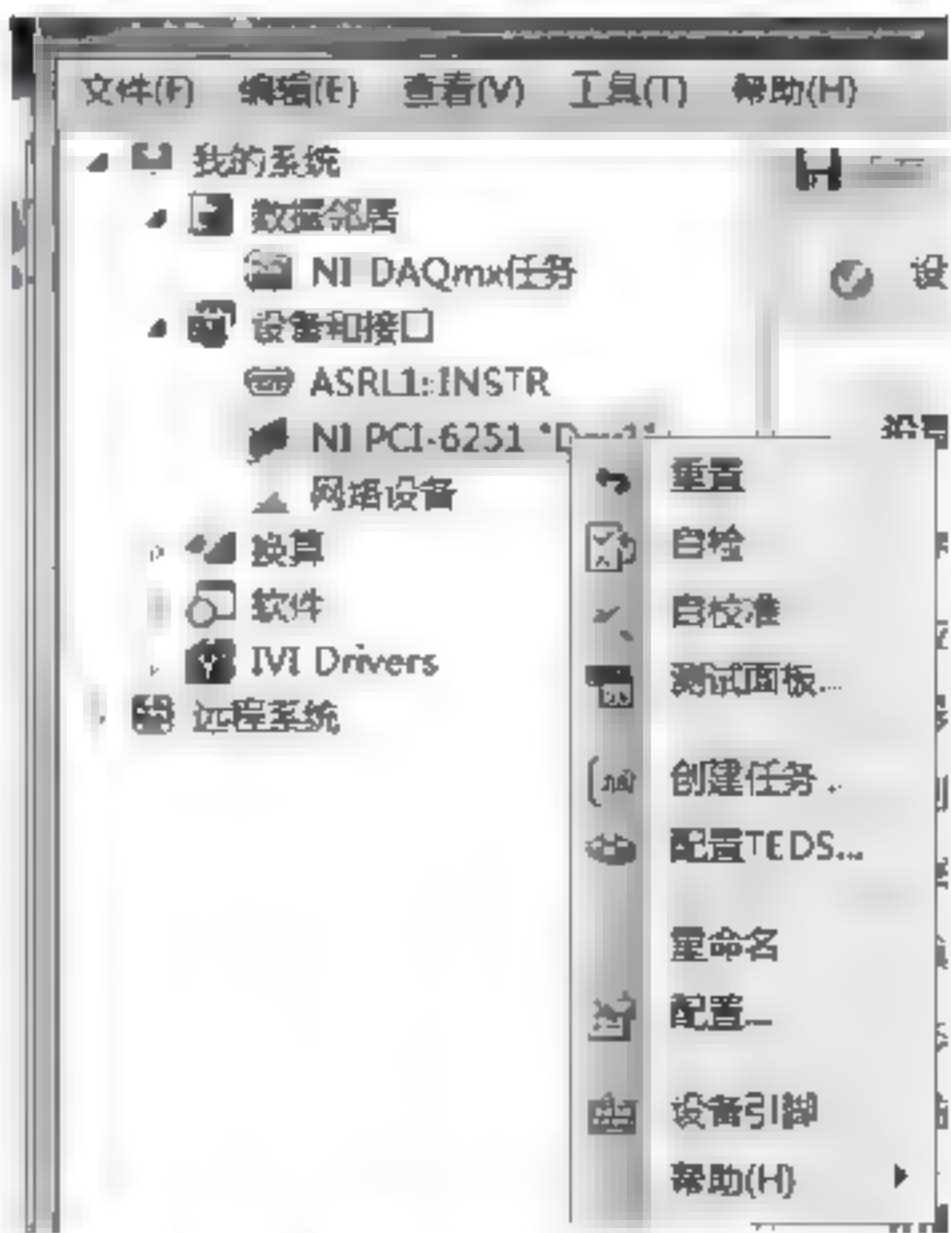 文件(F) 编辑(E) 查看(V) 工具(T) 帮助(H)
我的系统
数据邻居
NI DAQmx任务
设
设备和接口
ASRL1::INSTR
NI PCI-6251 "Dev1"
网络设备
换算
软件
IVI Drivers
远程系统
重置
自检
自校准
测试面板...
创建任务...
配置TEDS...
重命名
配置...
设备引脚
帮助(H)